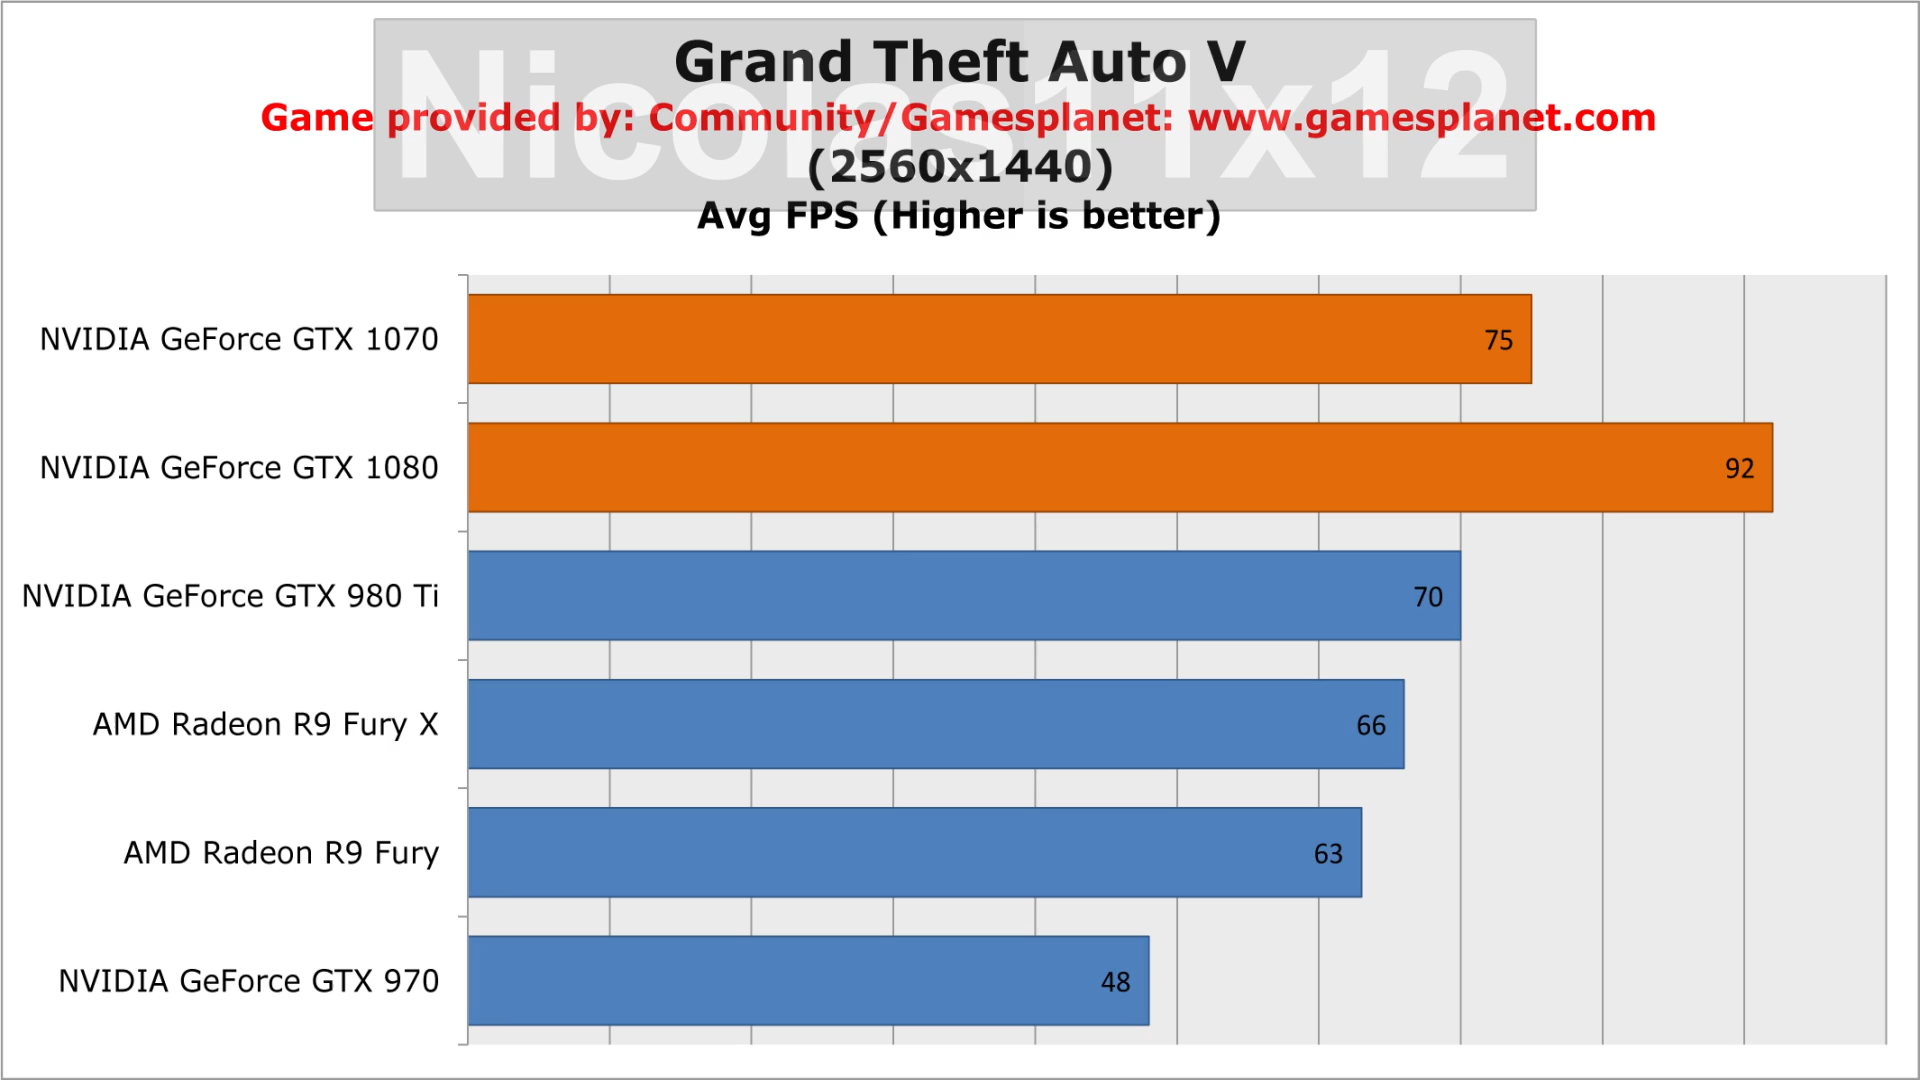 Nicolas11x12
Grand Theft Auto V
Game provided by: Community/Gamesplanet: www.gamesplanet.com
(2560x1440)
Avg FPS (Higher is better)
NVIDIA GeForce GTX 1070 75
NVIDIA GeForce GTX 1080 92
NVIDIA GeForce GTX 980 Ti 70
AMD Radeon R9 Fury X 66
AMD Radeon R9 Fury 63
NVIDIA GeForce GTX 970 48